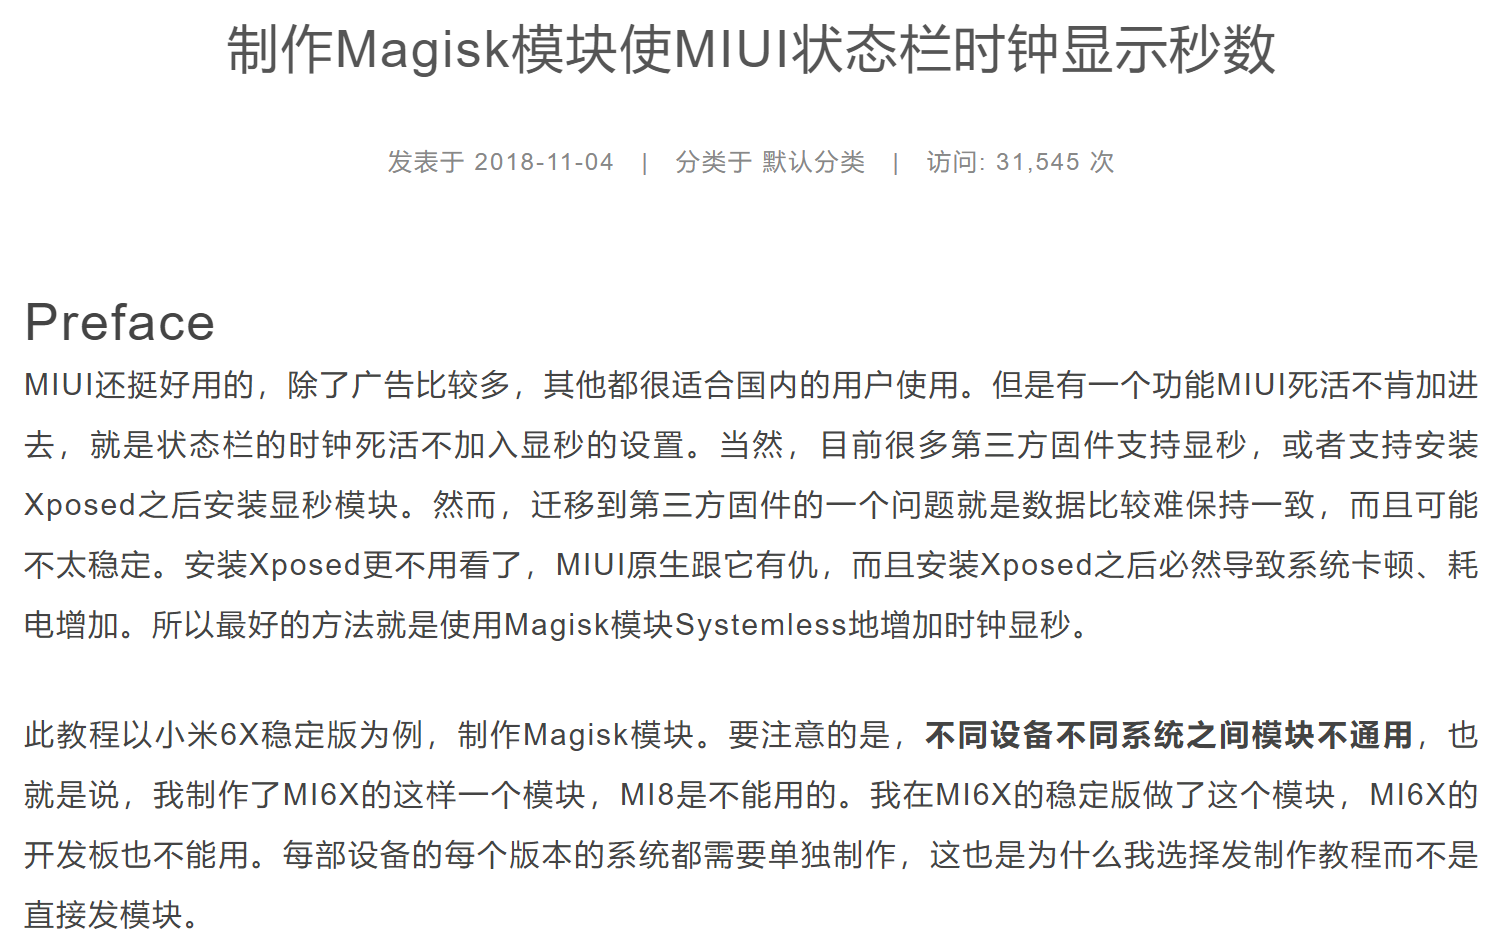 制作Magisk模块使MIUI状态栏时钟显示秒数
发表于 2018-11-04 | 分类于 默认分类 | 访问: 31,545 次
Preface
MIUI还挺好用的，除了广告比较多，其他都很适合国内的用户使用。但是有一个功能MIUI死活不肯加进
去，就是状态栏的时钟死活不加入显秒的设置。当然，目前很多第三方固件支持显秒，或者支持安装
Xposed之后安装显秒模块。然而，迁移到第三方固件的一个问题就是数据比较难保持一致，而且可能
不太稳定。安装Xposed更不用看了，MIUI原生跟它有仇，而且安装Xposed之后必然导致系统卡顿、耗
电增加。所以最好的方法就是使用Magisk模块Systemless地增加时钟显秒。
此教程以小米6X稳定版为例，制作Magisk模块。要注意的是，不同设备不同系统之间模块不通用，也
就是说，我制作了MI6X的这样一个模块，MI8是不能用的。我在MI6X的稳定版做了这个模块，MI6X的
开发板也不能用。每部设备的每个版本的系统都需要单独制作，这也是为什么我选择发制作教程而不是
直接发模块。